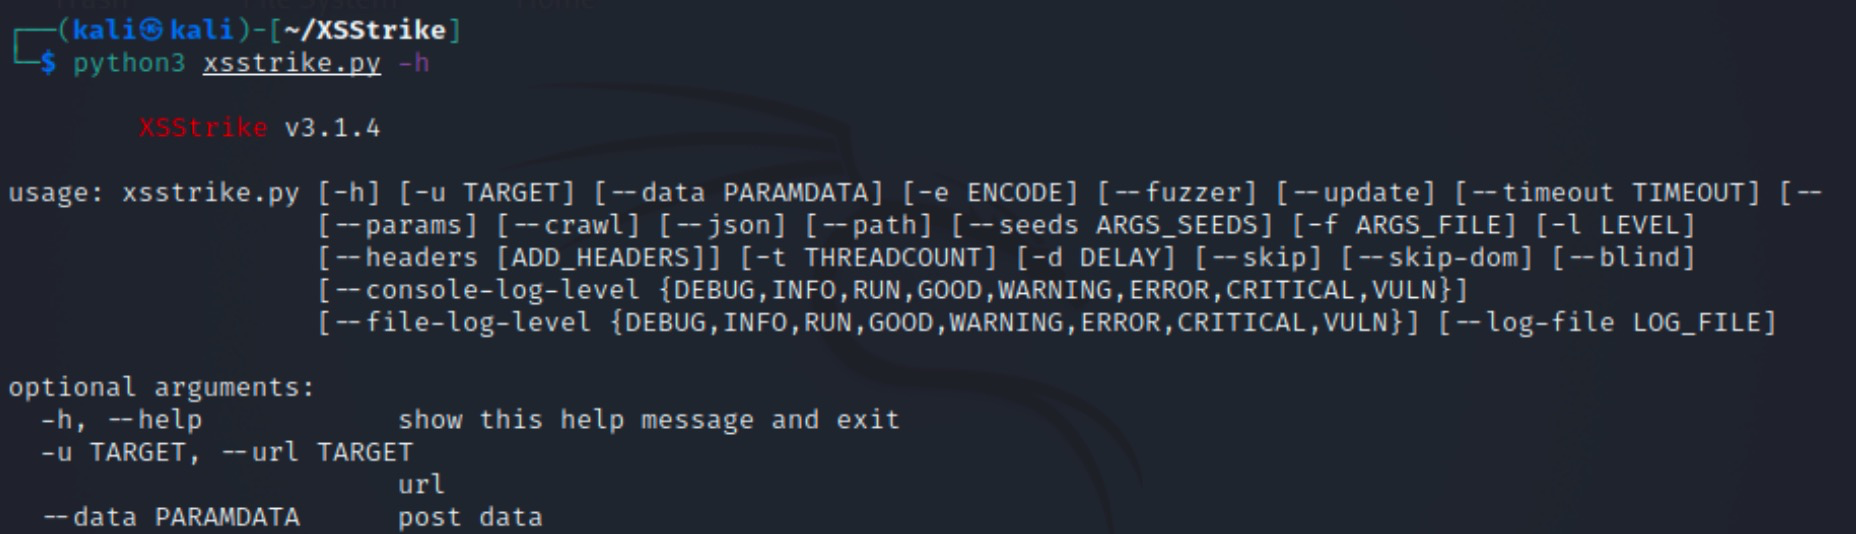 Trash File System Home
┌──(kali㉿kali)-[~/XSStrike]
└─$ python3 xsstrike.py -h
XSStrike v3.1.4
usage: xsstrike.py [-h] [-u TARGET] [--data PARAMDATA] [-e ENCODE] [--fuzzer] [--update] [--timeout TIMEOUT] [--
[--params] [--crawl] [--json] [--path] [--seeds ARGS_SEEDS] [-f ARGS_FILE] [-l LEVEL]
[--headers [ADD_HEADERS]] [-t THREADCOUNT] [-d DELAY] [--skip] [--skip-dom] [--blind]
[--console-log-level {DEBUG,INFO,RUN,GOOD,WARNING,ERROR,CRITICAL,VULN}]
[--file-log-level {DEBUG,INFO,RUN,GOOD,WARNING,ERROR,CRITICAL,VULN}] [--log-file LOG_FILE]
optional arguments:
-h, --help show this help message and exit
-u TARGET, --url TARGET
url
--data PARAMDATA post data